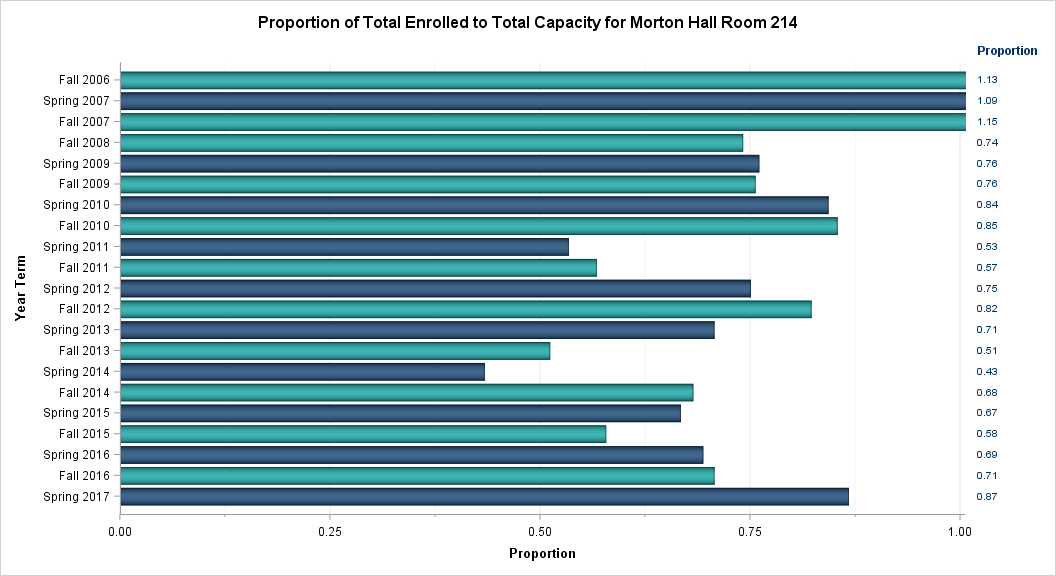 Proportion of Total Enrolled to Total Capacity for Morton Hall Room 214
Proportion
Fall 2006 1.13
Spring 2007 1.09
Fall 2007 1.15
Fall 2008 0.74
Spring 2009 0.76
Fall 2009 0.76
Spring 2010 0.84
Fall 2010 0.85
Spring 2011 0.53
Fall 2011 0.57
Spring 2012 0.75
Fall 2012 0.82
Spring 2013 0.71
Fall 2013 0.51
Spring 2014 0.43
Fall 2014 0.68
Spring 2015 0.67
Fall 2015 0.58
Spring 2016 0.69
Fall 2016 0.71
Spring 2017 0.87
Year Term
0.00 0.25 0.50 0.75 1.00
Proportion